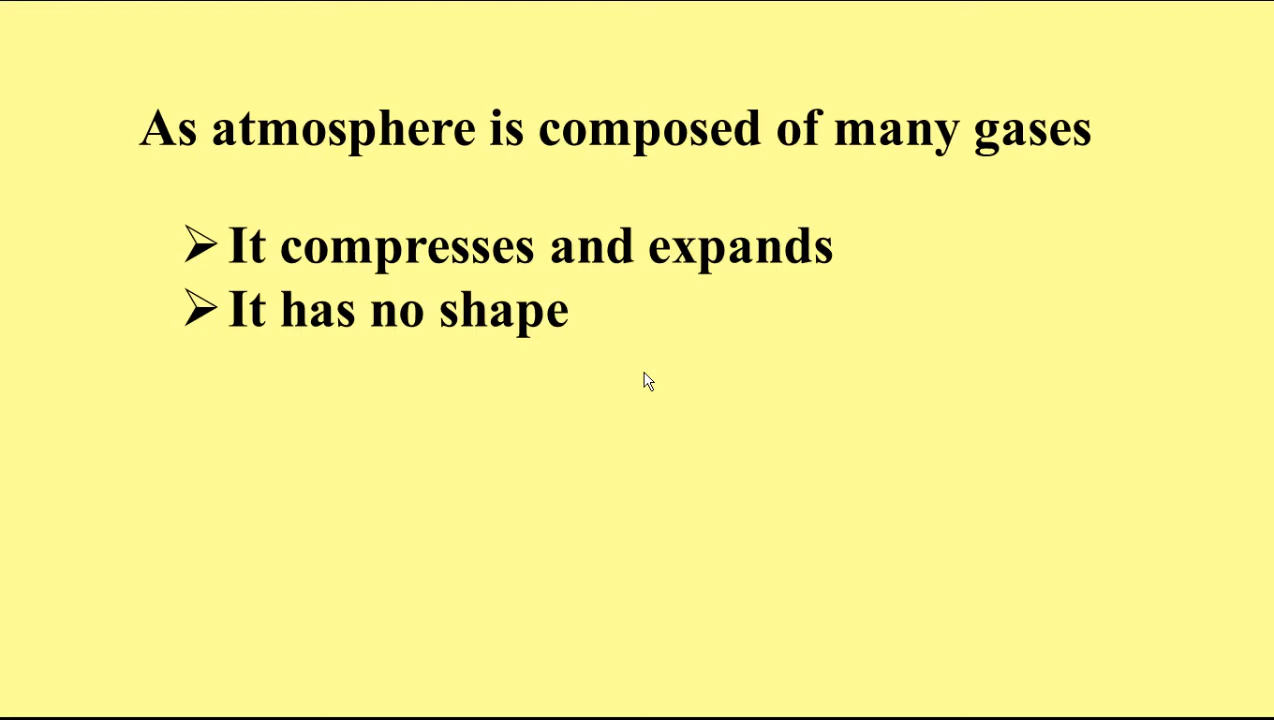 As atmosphere is composed of many gases
➢ It compresses and expands
➢ It has no shape